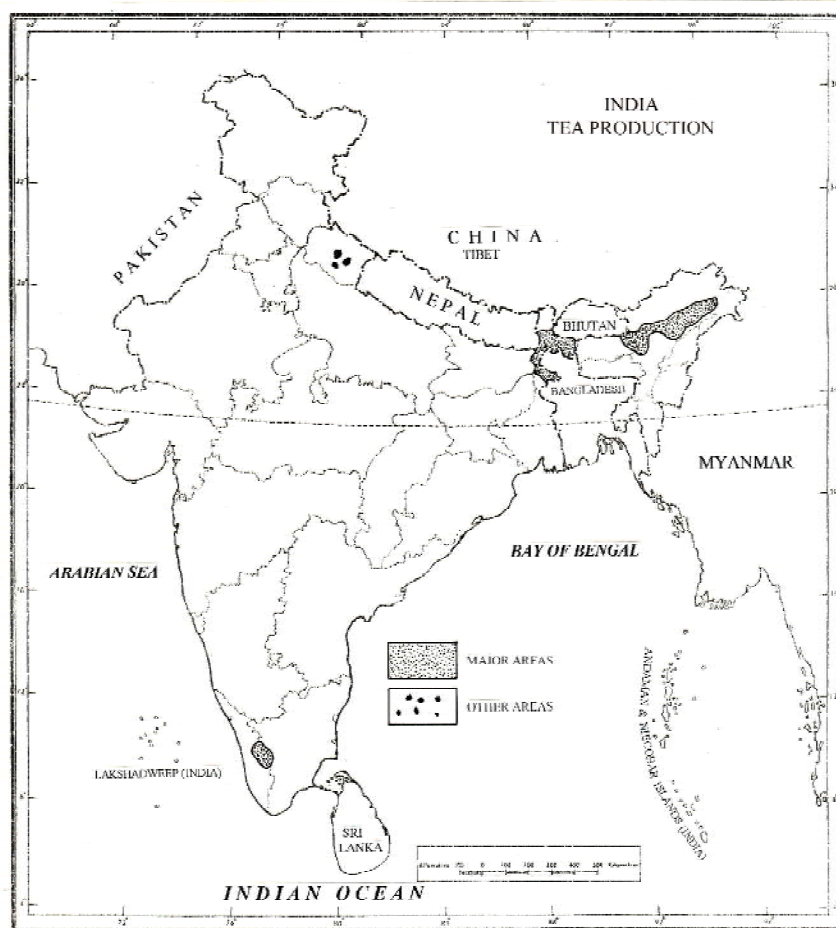 INDIA
TEA PRODUCTION
PAKISTAN
CHINA
TIBET
NEPAL
BHUTAN
BANGLADESH
MYANMAR
ARABIAN SEA
BAY OF BENGAL
MAJOR AREAS
OTHER AREAS
LAKSHADWEEP (INDIA)
ANDAMAN & NICOBAR ISLANDS (INDIA)
SRI
LANKA
INDIAN OCEAN